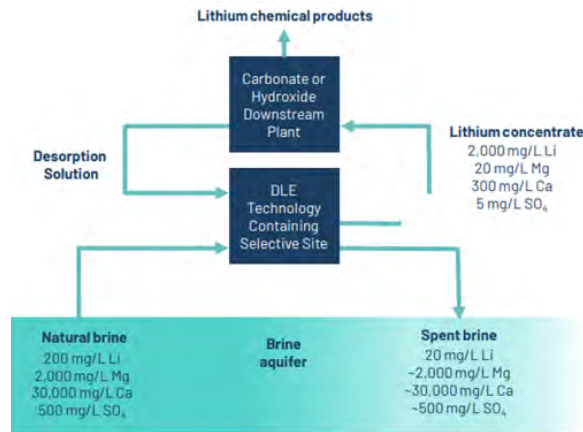 Lithium chemical products
Carbonate or
Hydroxide
Downstream
Plant
Desorption
Solution
Lithium concentrate
2,000 mg/L Li
20 mg/L Mg
300 mg/L Ca
5 mg/L SO₄
DLE
Technology
Containing
Selective Site
Natural brine
200 mg/L Li
2,000 mg/L Mg
30,000 mg/L Ca
500 mg/L SO₄
Brine
aquifer
Spent brine
20 mg/L Li
~2,000 mg/L Mg
~30,000 mg/L Ca
~500 mg/L SO₄